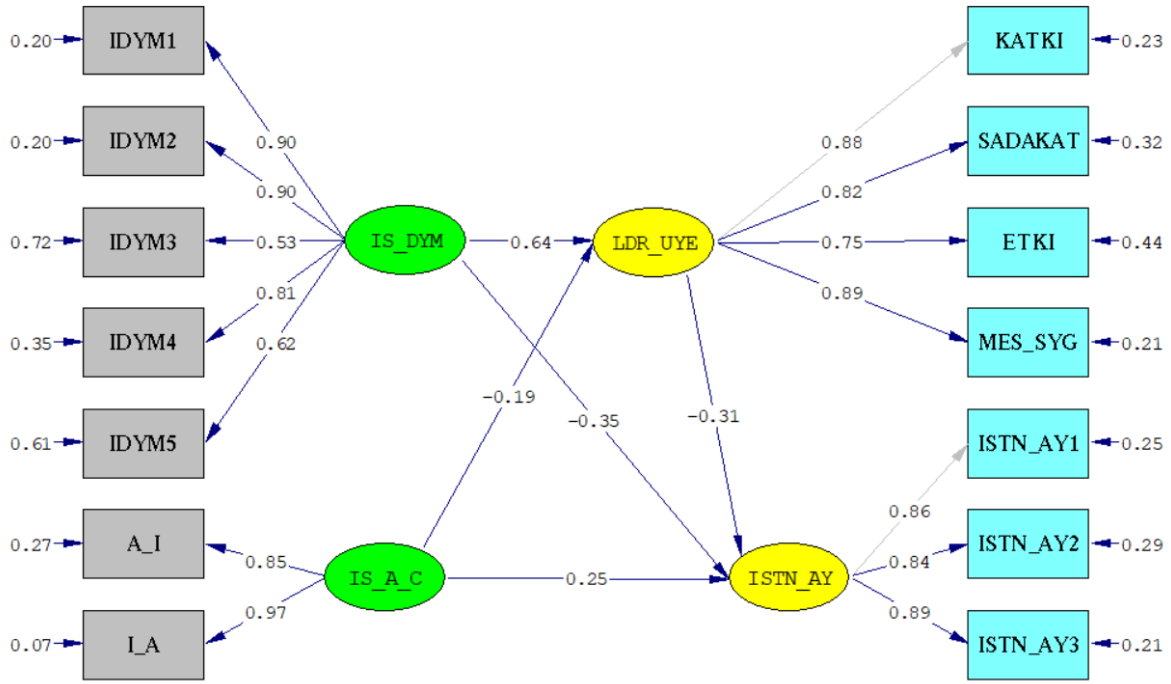 0.20 IDYM1
0.20 IDYM2
0.72 IDYM3
0.35 IDYM4
0.61 IDYM5
0.27 A_I
0.07 I_A
0.90
0.90
0.53
0.81
0.62
0.85
0.97
IS_DYM
IS_A_C
0.64
-0.19
-0.35
-0.31
0.25
LDR_UYE
ISTN_AY
0.88
0.82
0.75
0.89
0.86
0.84
0.89
KATKI 0.23
SADAKAT 0.32
ETKI 0.44
MES_SYG 0.21
ISTN_AY1 0.25
ISTN_AY2 0.29
ISTN_AY3 0.21